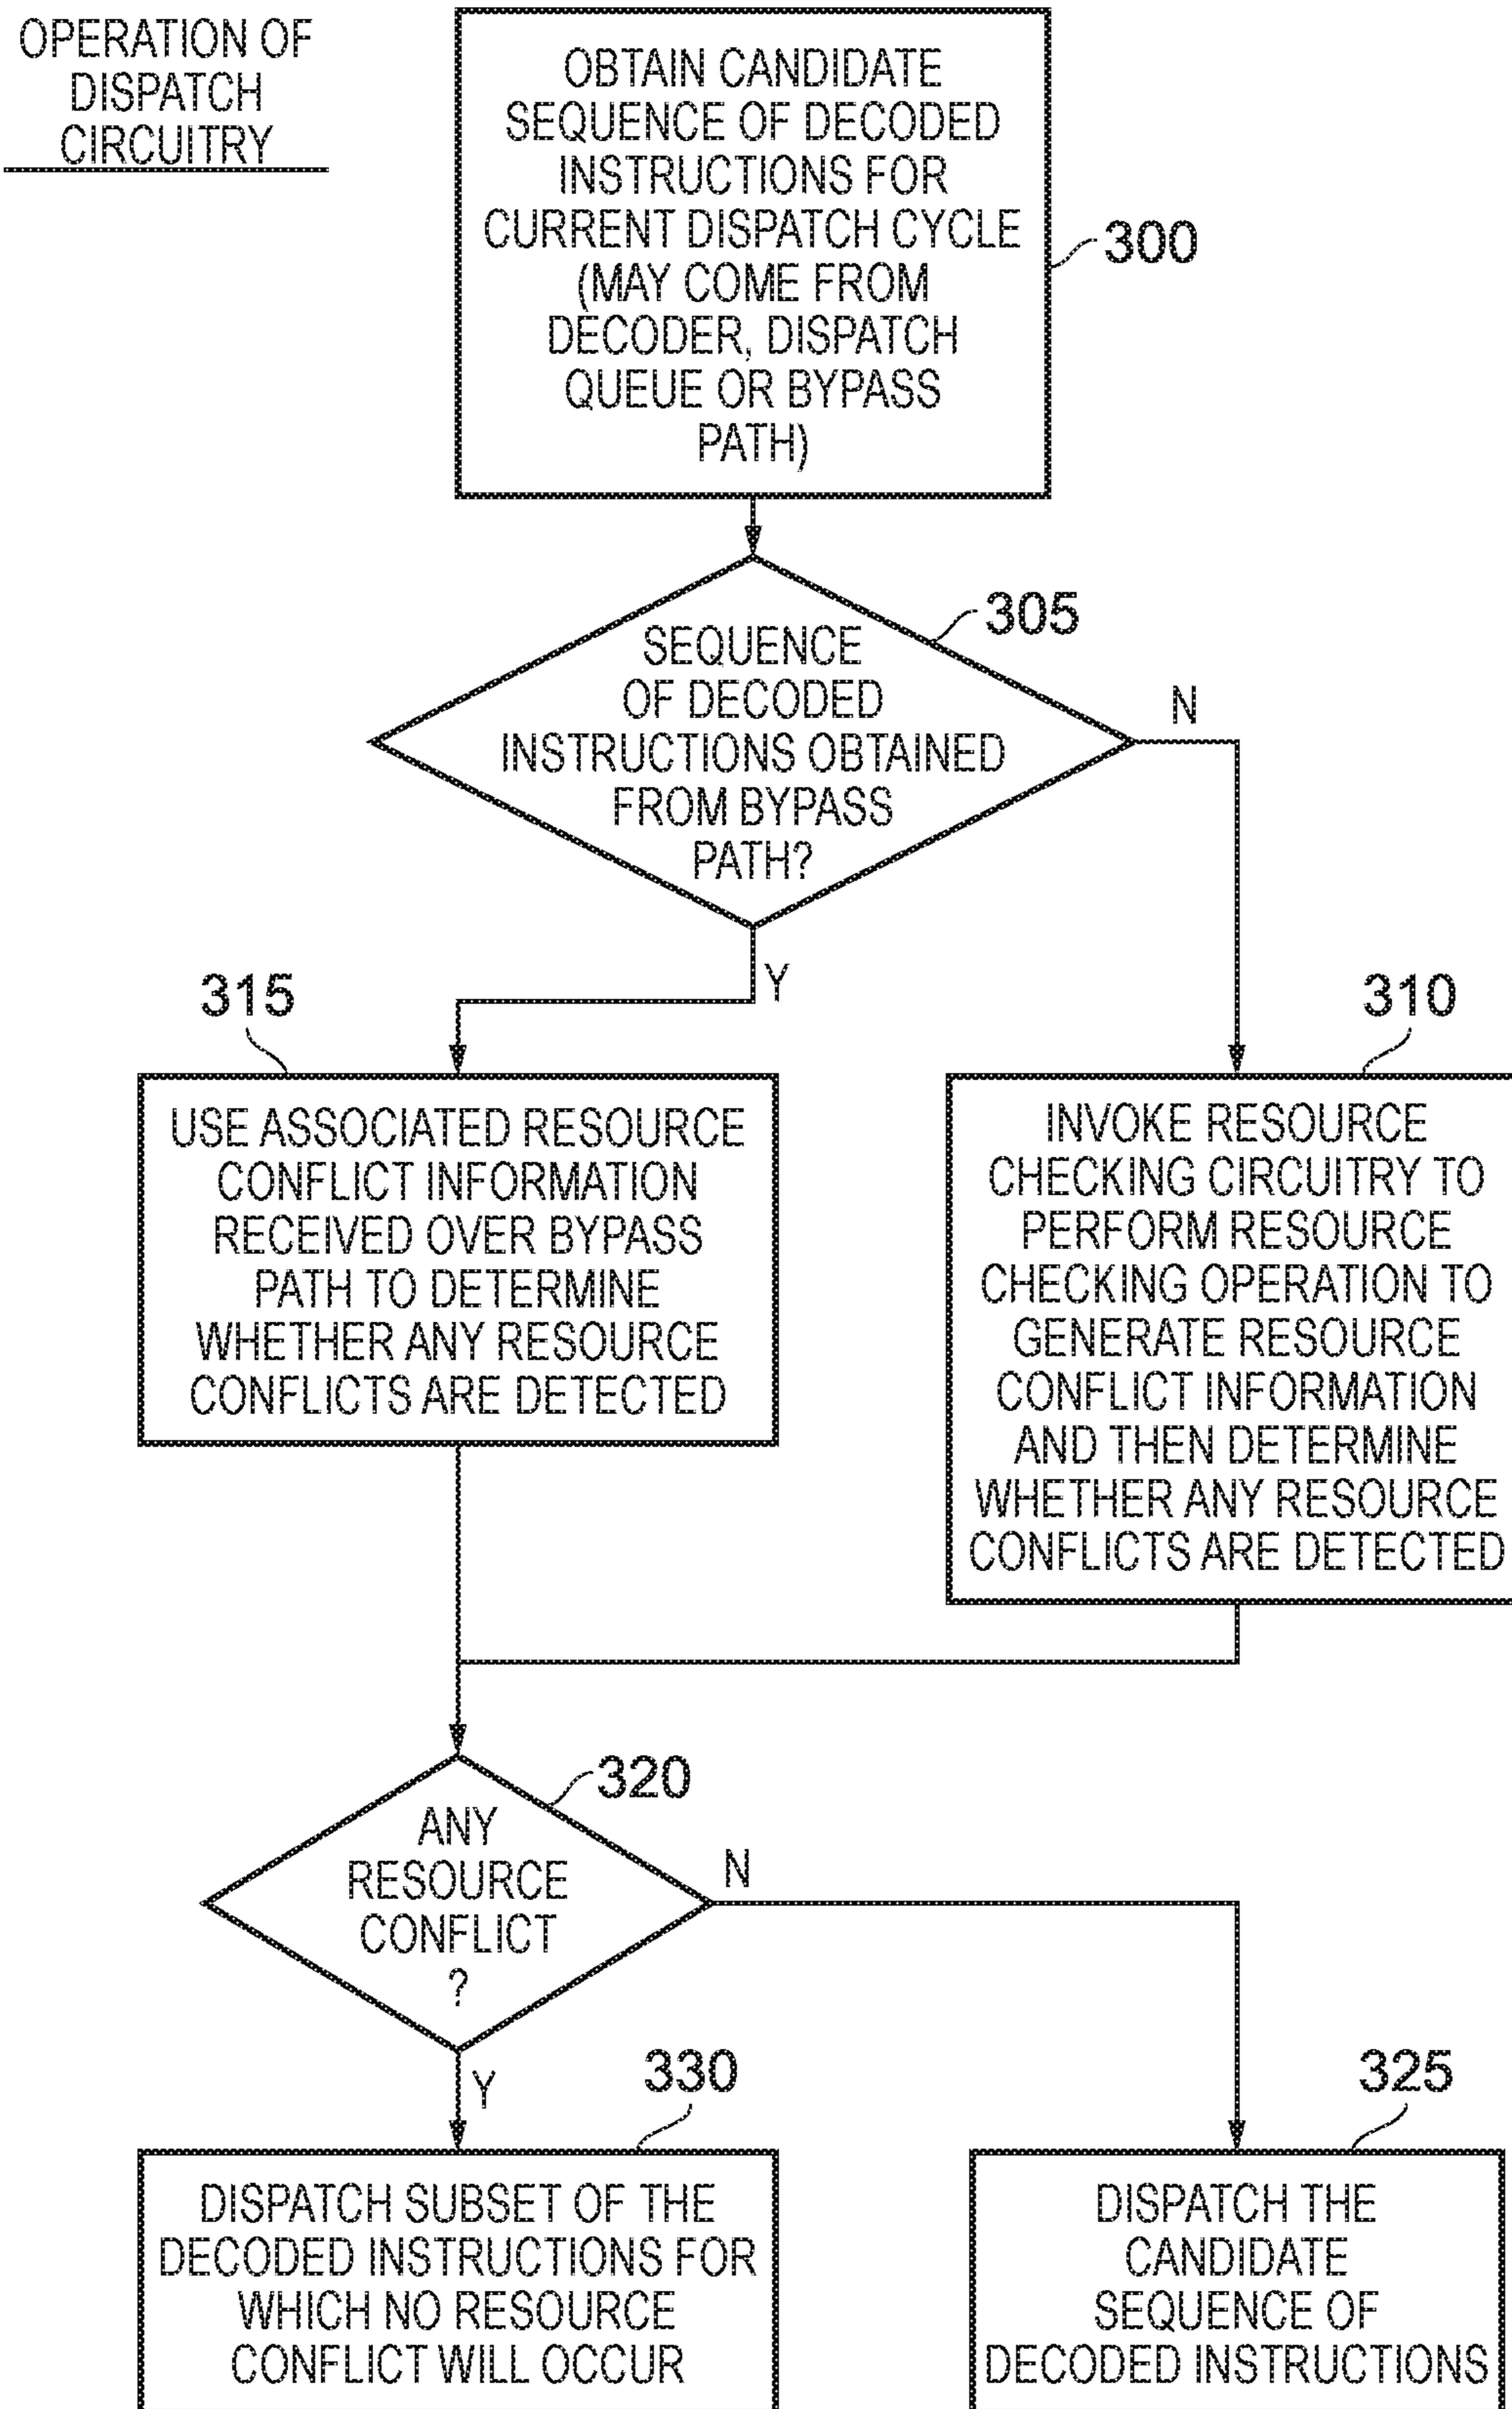 OPERATION OF
DISPATCH
CIRCUITRY
OBTAIN CANDIDATE
SEQUENCE OF DECODED
INSTRUCTIONS FOR
CURRENT DISPATCH CYCLE
(MAY COME FROM
DECODER, DISPATCH
QUEUE OR BYPASS
PATH)
300
305
SEQUENCE
OF DECODED
INSTRUCTIONS OBTAINED
FROM BYPASS
PATH?
N
Y
315
USE ASSOCIATED RESOURCE
CONFLICT INFORMATION
RECEIVED OVER BYPASS
PATH TO DETERMINE
WHETHER ANY RESOURCE
CONFLICTS ARE DETECTED
310
INVOKE RESOURCE
CHECKING CIRCUITRY TO
PERFORM RESOURCE
CHECKING OPERATION TO
GENERATE RESOURCE
CONFLICT INFORMATION
AND THEN DETERMINE
WHETHER ANY RESOURCE
CONFLICTS ARE DETECTED
320
ANY
RESOURCE
CONFLICT
?
N
Y
330
DISPATCH SUBSET OF THE
DECODED INSTRUCTIONS FOR
WHICH NO RESOURCE
CONFLICT WILL OCCUR
325
DISPATCH THE
CANDIDATE
SEQUENCE OF
DECODED INSTRUCTIONS